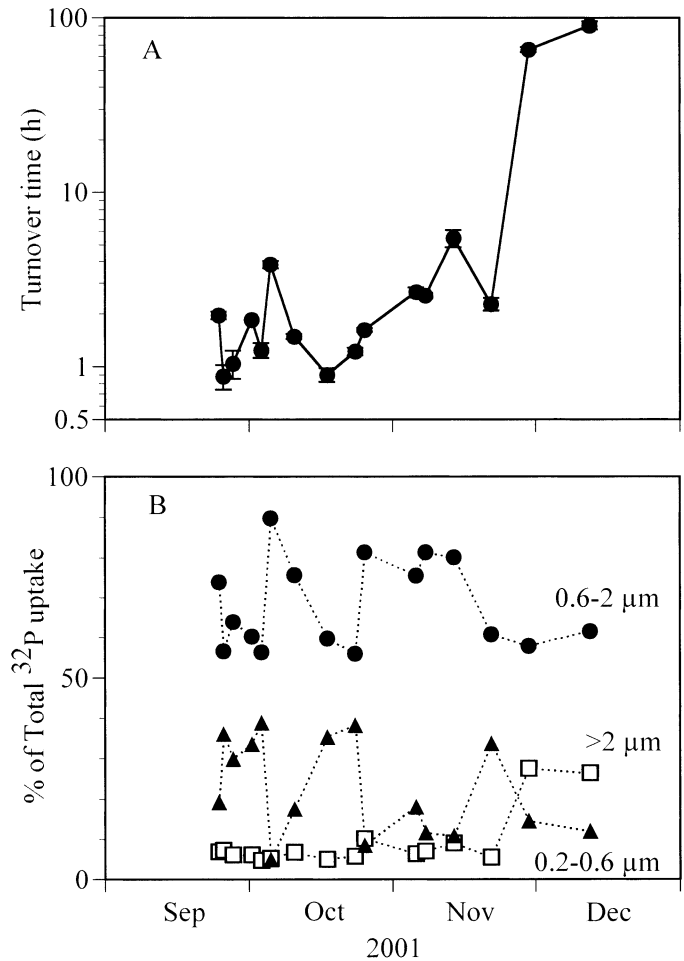 100
A
10
1
0.5
Turnover time (h)
100
B
50
0
% of Total ³²P uptake
0.6-2 µm
>2 µm
0.2-0.6 µm
Sep Oct Nov Dec
2001